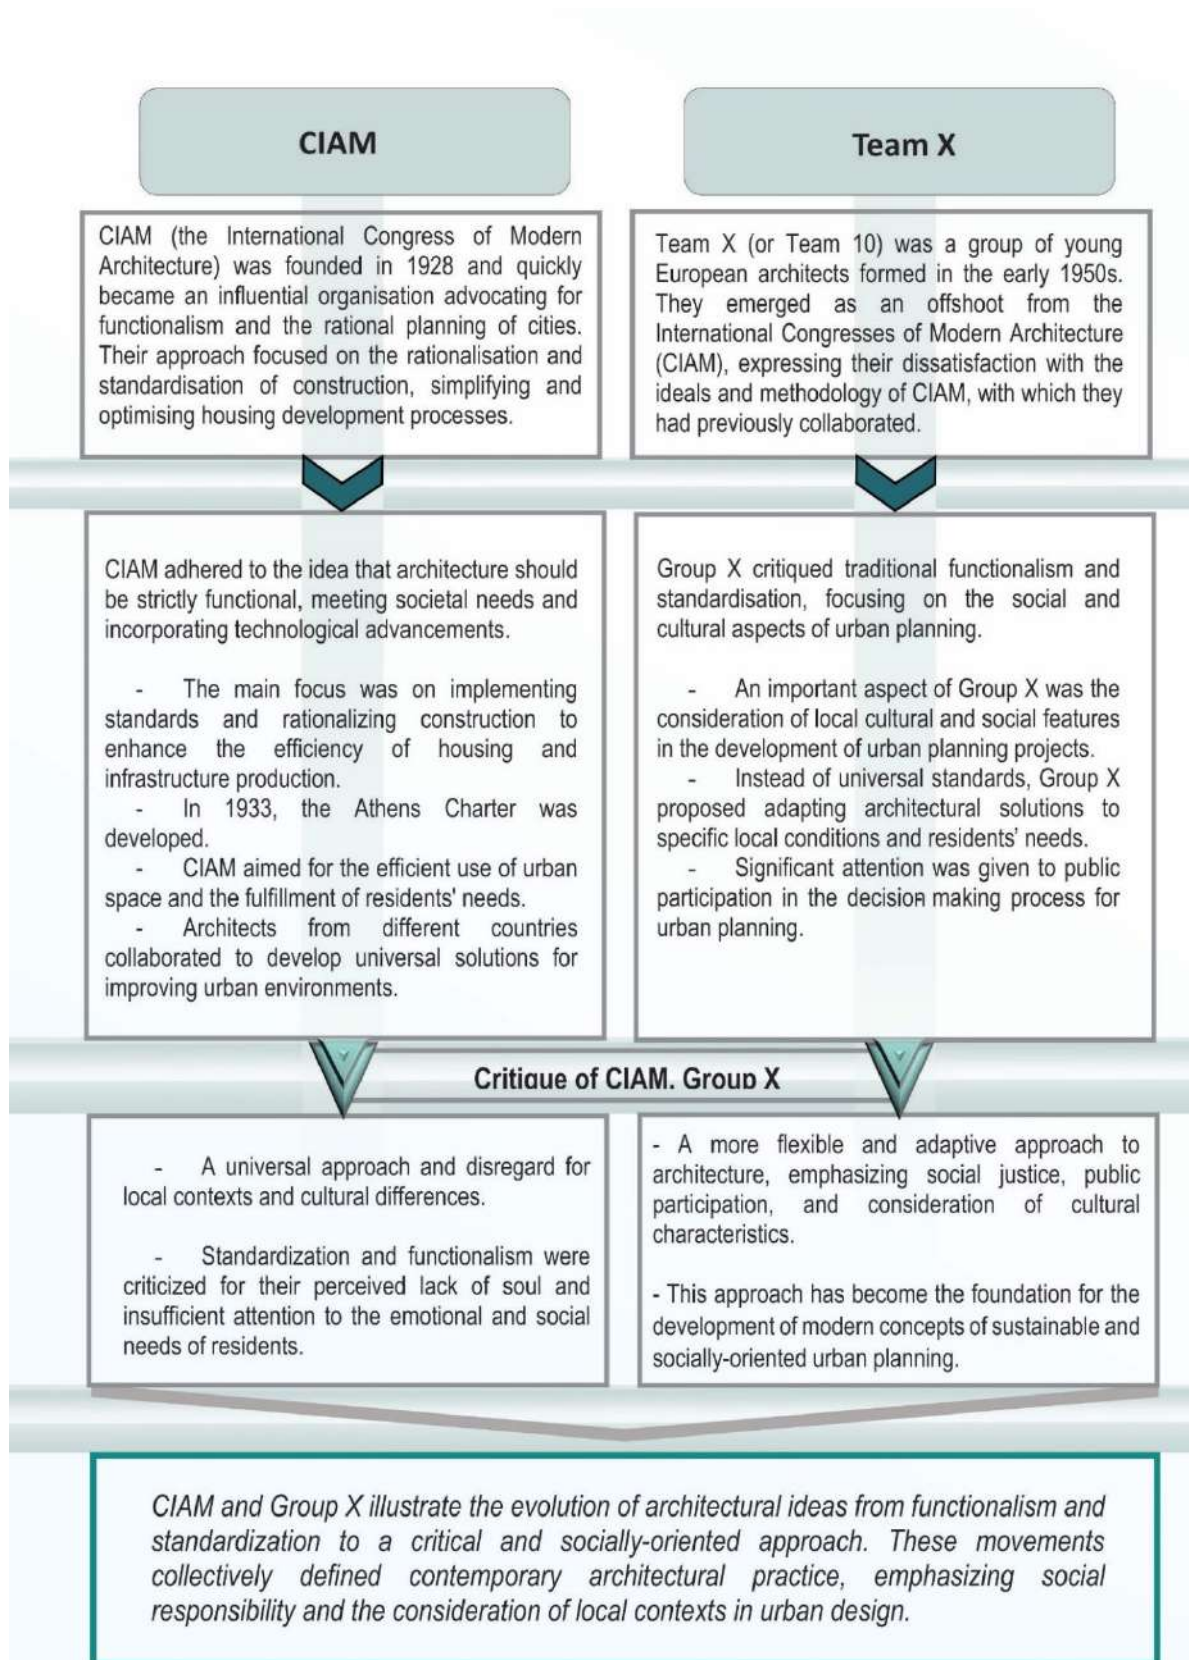 CIAM
CIAM (the International Congress of Modern
Architecture) was founded in 1928 and quickly
became an influential organisation advocating for
functionalism and the rational planning of cities.
Their approach focused on the rationalisation and
standardisation of construction, simplifying and
optimising housing development processes.
CIAM adhered to the idea that architecture should
be strictly functional, meeting societal needs and
incorporating technological advancements.
- The main focus was on implementing
standards and rationalizing construction to
enhance the efficiency of housing and
infrastructure production.
- In 1933, the Athens Charter was
developed.
- CIAM aimed for the efficient use of urban
space and the fulfillment of residents' needs.
- Architects from different countries
collaborated to develop universal solutions for
improving urban environments.
Team X
Team X (or Team 10) was a group of young
European architects formed in the early 1950s.
They emerged as an offshoot from the
International Congresses of Modern Architecture
(CIAM), expressing their dissatisfaction with the
ideals and methodology of CIAM, with which they
had previously collaborated.
Group X critiqued traditional functionalism and
standardisation, focusing on the social and
cultural aspects of urban planning.
- An important aspect of Group X was the
consideration of local cultural and social features
in the development of urban planning projects.
- Instead of universal standards, Group X
proposed adapting architectural solutions to
specific local conditions and residents' needs.
- Significant attention was given to public
participation in the decision making process for
urban planning.
Critique of CIAM. Group X
- A universal approach and disregard for
local contexts and cultural differences.
- Standardization and functionalism were
criticized for their perceived lack of soul and
insufficient attention to the emotional and social
needs of residents.
- A more flexible and adaptive approach to
architecture, emphasizing social justice, public
participation, and consideration of cultural
characteristics.
- This approach has become the foundation for the
development of modern concepts of sustainable and
socially-oriented urban planning.
CIAM and Group X illustrate the evolution of architectural ideas from functionalism and
standardization to a critical and socially-oriented approach. These movements
collectively defined contemporary architectural practice, emphasizing social
responsibility and the consideration of local contexts in urban design.